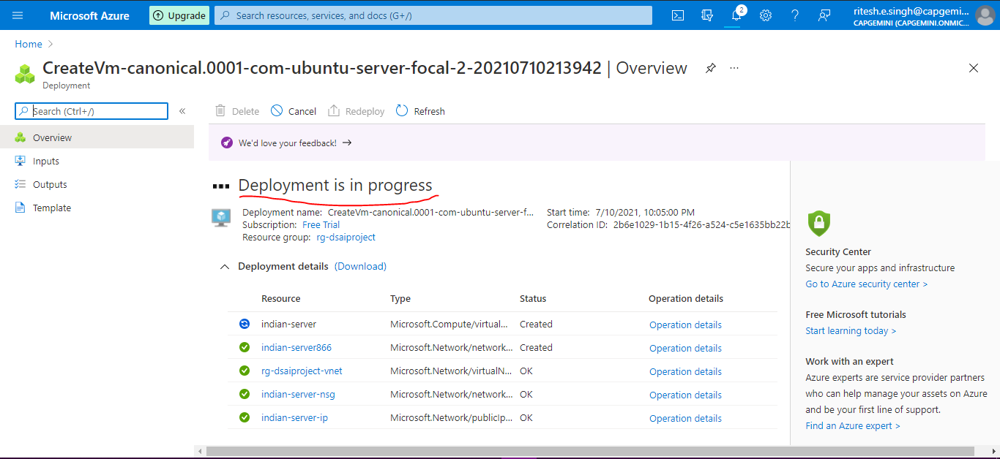 Microsoft Azure
Upgrade
Search resources, services, and docs (G+/)
2
ritesh.e.singh@capgemi...
CAPGEMINI (CAPGEMINI.ONMIC...
Home >
CreateVm-canonical.0001-com-ubuntu-server-focal-2-20210710213942 | Overview
Deployment
Search (Ctrl+/)
«
Delete
Cancel
Redeploy
Refresh
Overview
Inputs
Outputs
Template
We'd love your feedback! →
Deployment is in progress
Deployment name: CreateVm-canonical.0001-com-ubuntu-server-f...
Subscription: Free Trial
Resource group: rg-dsaiproject
Start time: 7/10/2021, 10:05:00 PM
Correlation ID: 2b6e1029-1b15-4f26-a524-c5e1635bb22b
Deployment details (Download)
Resource Type Status Operation details
indian-server Microsoft.Compute/virtual... Created Operation details
indian-server866 Microsoft.Network/network... Created Operation details
rg-dsaiproject-vnet Microsoft.Network/virtualN... OK Operation details
indian-server-nsg Microsoft.Network/network... OK Operation details
indian-server-ip Microsoft.Network/publicIp... OK Operation details
Security Center
Secure your apps and infrastructure
Go to Azure security center >
Free Microsoft tutorials
Start learning today >
Work with an expert
Azure experts are service provider partners
who can help manage your assets on Azure
and be your first line of support.
Find an Azure expert >